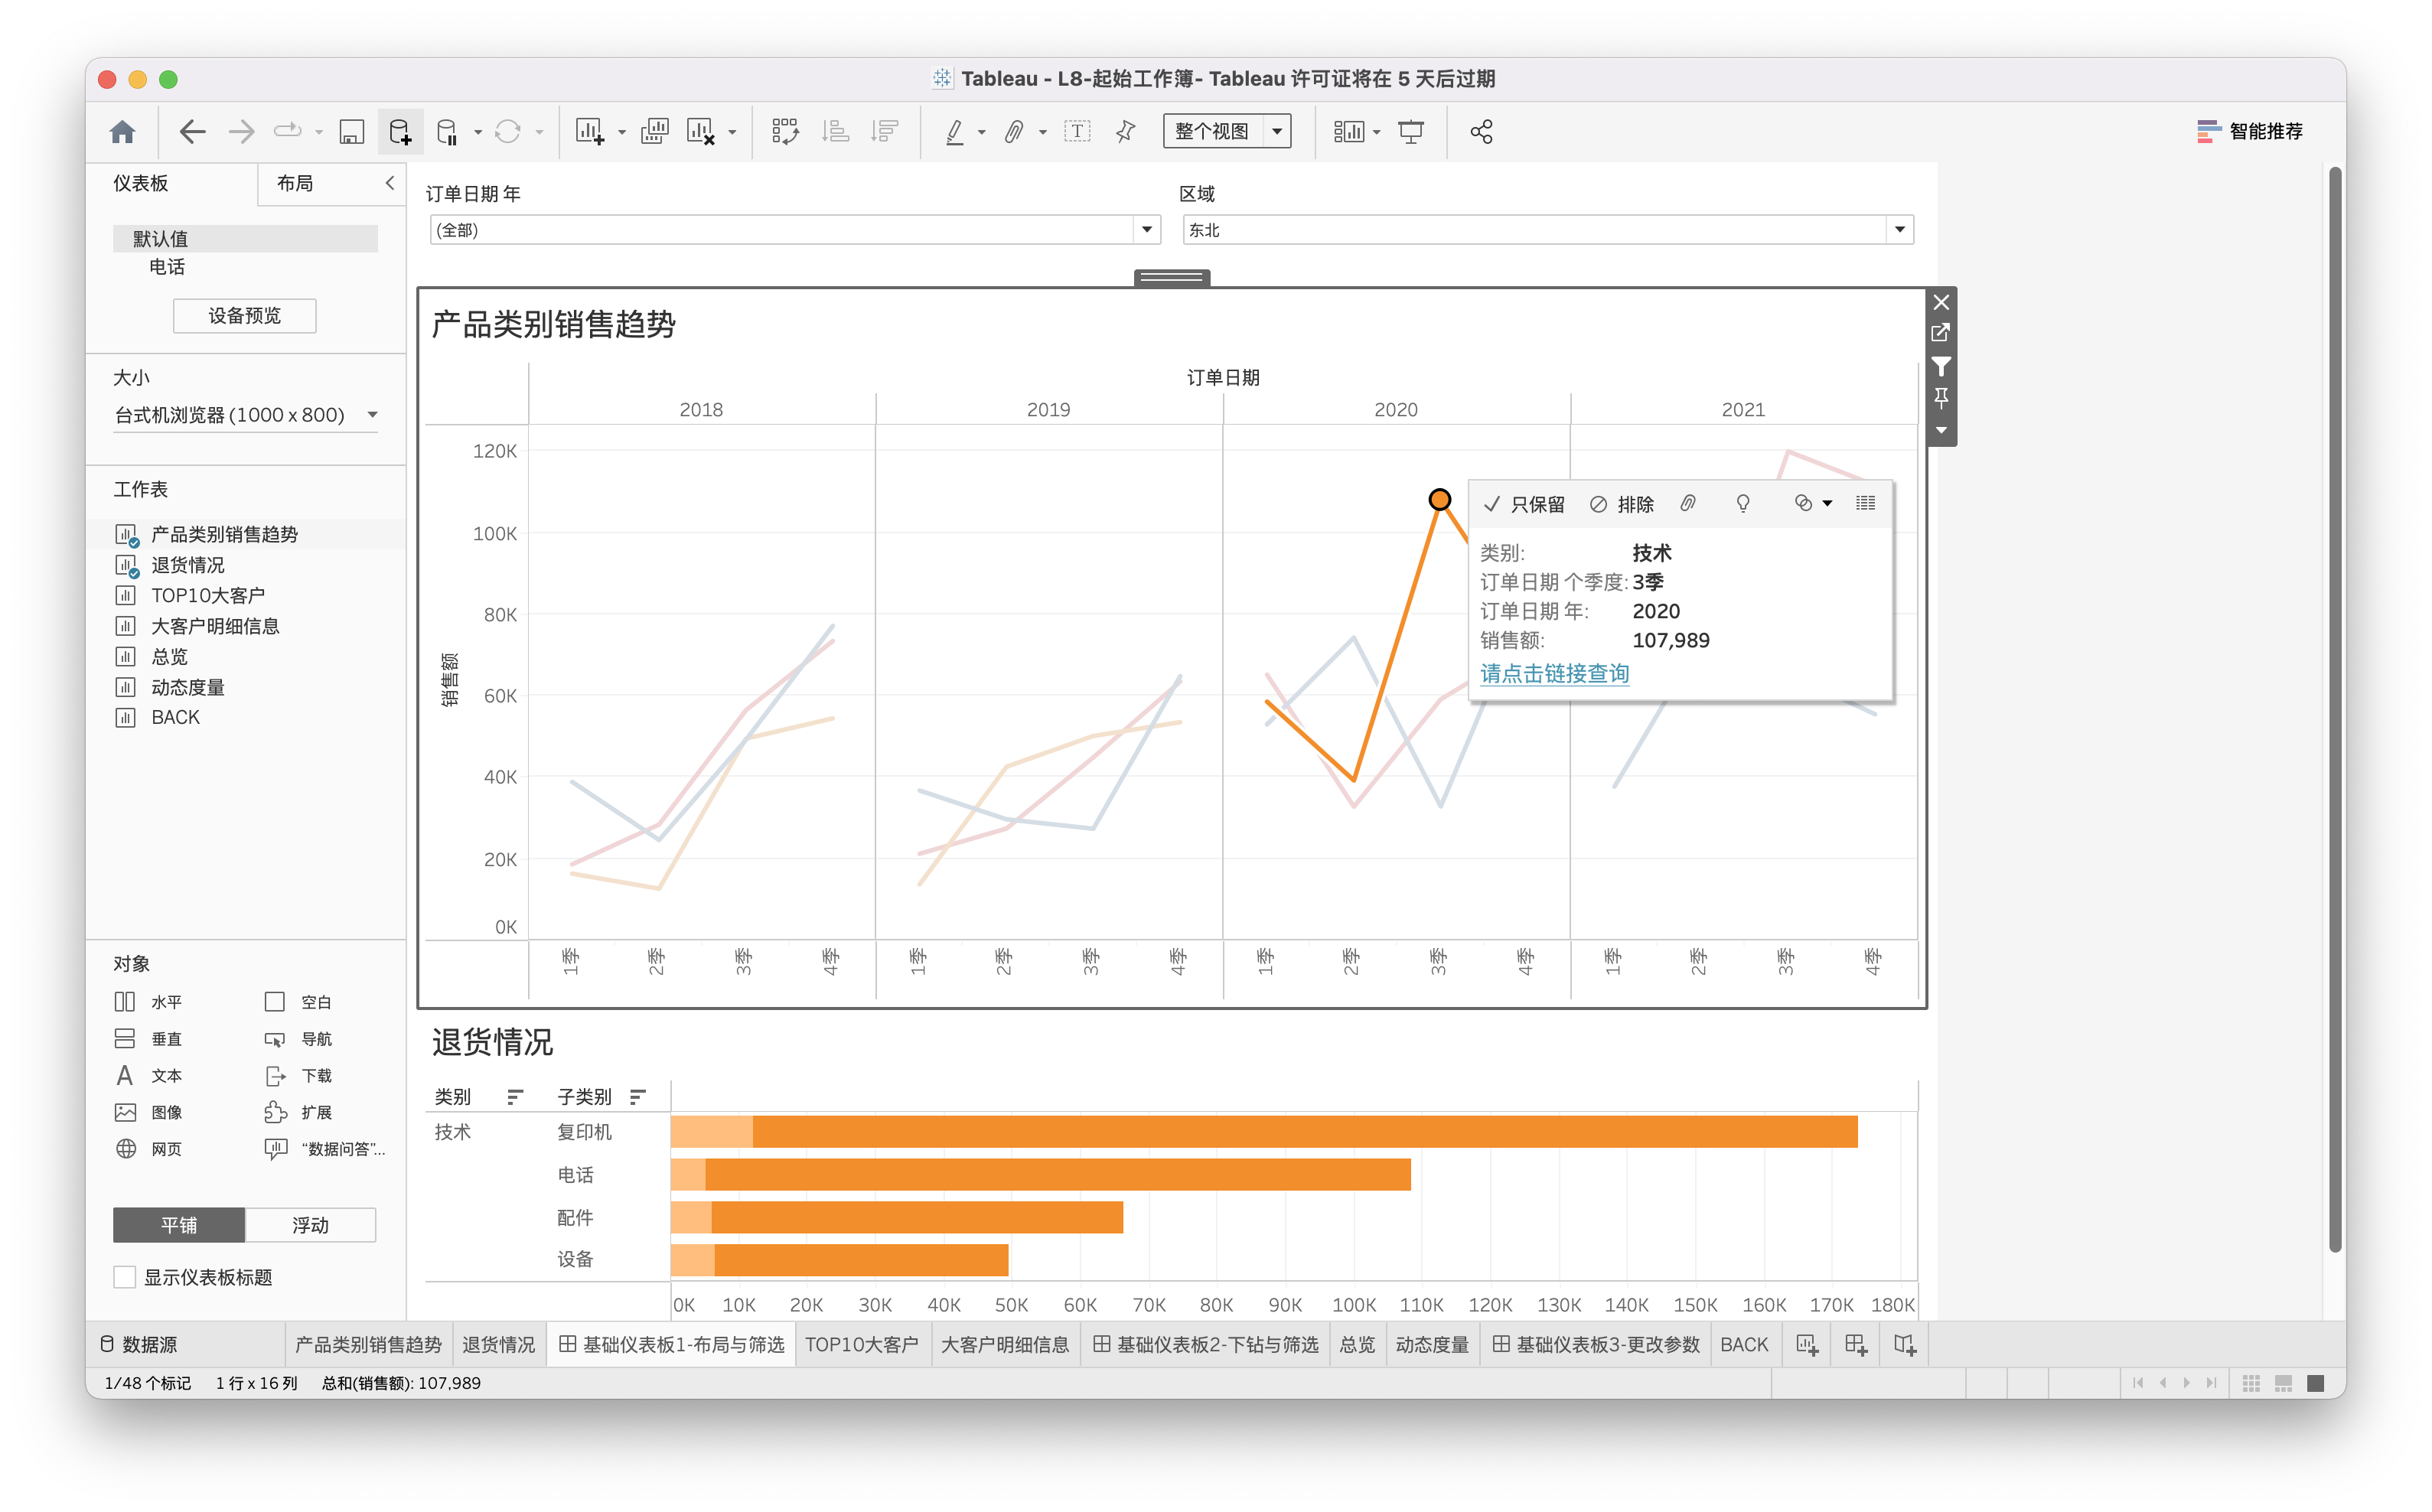 Tableau - L8-起始工作簿- Tableau 许可证将在 5 天后过期
整个视图
智能推荐
仪表板
布局
默认值
电话
设备预览
大小
台式机浏览器 (1000 x 800)
工作表
产品类别销售趋势
退货情况
TOP10大客户
大客户明细信息
总览
动态度量
BACK
对象
水平 空白
垂直 导航
文本 下载
图像 扩展
网页 “数据问答”...
平铺 浮动
显示仪表板标题
订单日期 年
(全部)
区域
东北
产品类别销售趋势
订单日期
2018 2019 2020 2021
销售额
120K
100K
80K
60K
40K
20K
0K
1季 2季 3季 4季 1季 2季 3季 4季 1季 2季 3季 4季 1季 2季 3季 4季
只保留 排除
类别: 技术
订单日期 个季度: 3季
订单日期 年: 2020
销售额: 107,989
请点击链接查询
退货情况
类别 子类别
技术 复印机
电话
配件
设备
0K 10K 20K 30K 40K 50K 60K 70K 80K 90K 100K 110K 120K 130K 140K 150K 160K 170K 180K
数据源 产品类别销售趋势 退货情况 基础仪表板1-布局与筛选 TOP10大客户 大客户明细信息 基础仪表板2-下钻与筛选 总览 动态度量 基础仪表板3-更改参数 BACK
1/48 个标记 1 行 x 16 列 总和(销售额): 107,989